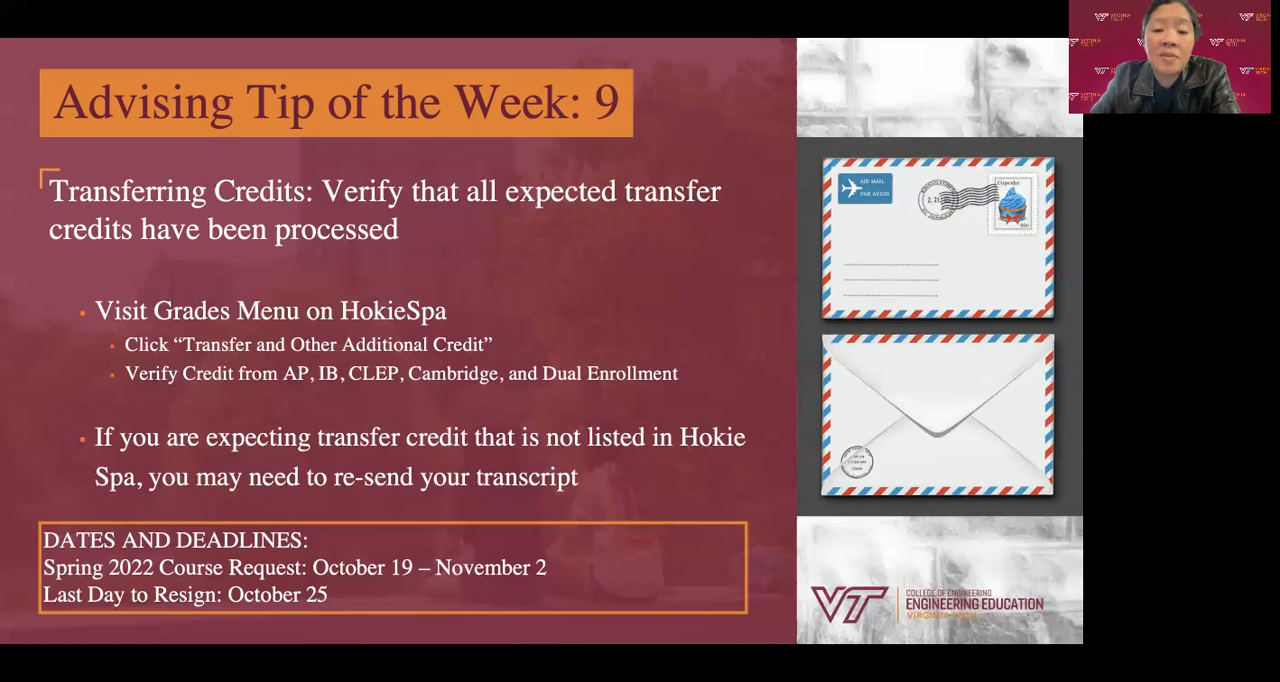 Advising Tip of the Week: 9
Transferring Credits: Verify that all expected transfer
credits have been processed
Visit Grades Menu on HokieSpa
Click “Transfer and Other Additional Credit”
Verify Credit from AP, IB, CLEP, Cambridge, and Dual Enrollment
If you are expecting transfer credit that is not listed in Hokie
Spa, you may need to re-send your transcript
DATES AND DEADLINES:
Spring 2022 Course Request: October 19 – November 2
Last Day to Resign: October 25
AIR MAIL
PAR AVION
Cupcake
VT
COLLEGE OF ENGINEERING
ENGINEERING EDUCATION
VIRGINIA TECH